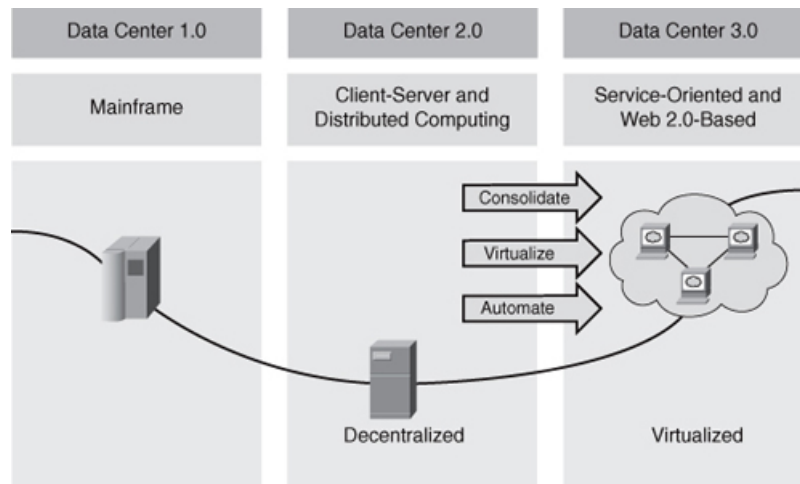 Data Center 1.0
Data Center 2.0
Data Center 3.0
Mainframe
Client-Server and
Distributed Computing
Service-Oriented and
Web 2.0-Based
Consolidate
Virtualize
Automate
Decentralized
Virtualized